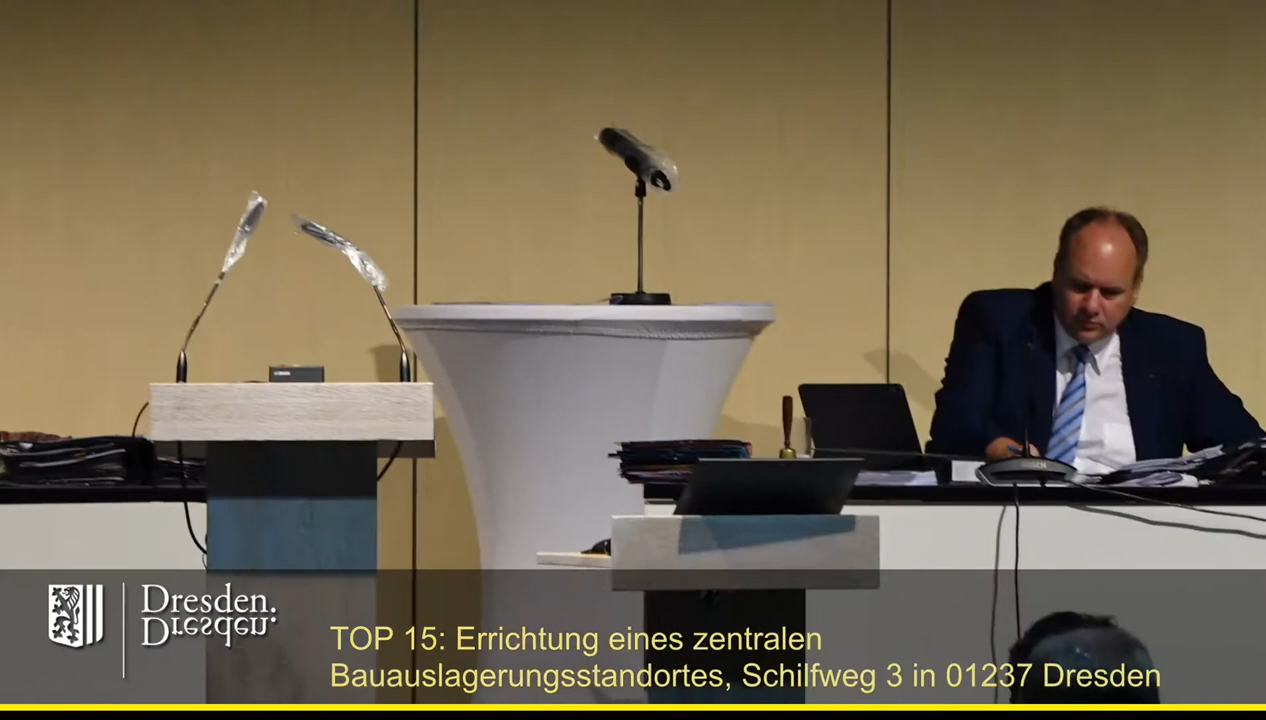 Dresden.
Dresden.
TOP 15: Errichtung eines zentralen
Bauauslagerungsstandortes, Schilfweg 3 in 01237 Dresden